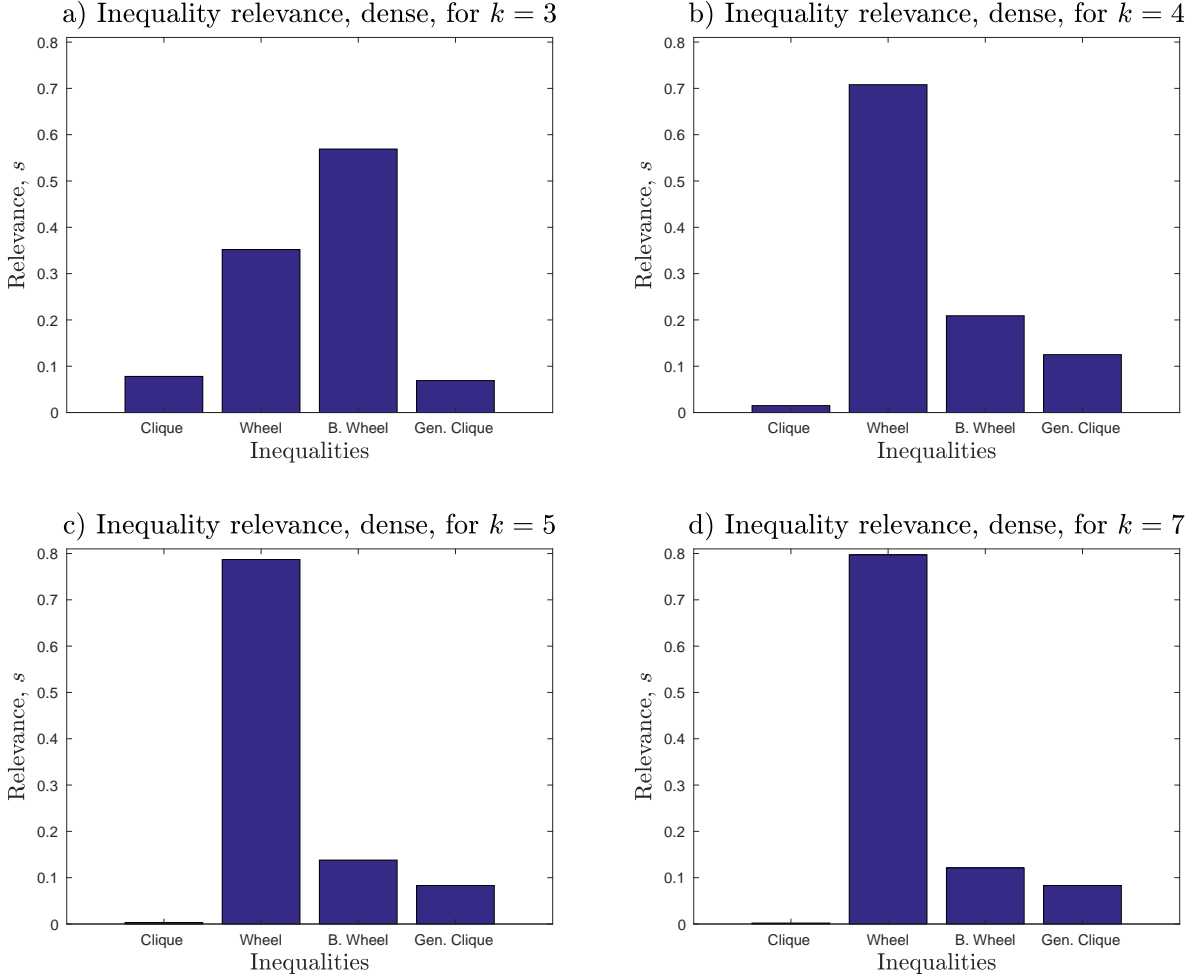 a) Inequality relevance, dense, for k = 3
0.8
0.7
0.6
0.5
0.4
0.3
0.2
0.1
0
Relevance, s
Clique Wheel B. Wheel Gen. Clique
Inequalities
b) Inequality relevance, dense, for k = 4
0.8
0.7
0.6
0.5
0.4
0.3
0.2
0.1
0
Relevance, s
Clique Wheel B. Wheel Gen. Clique
Inequalities
c) Inequality relevance, dense, for k = 5
0.8
0.7
0.6
0.5
0.4
0.3
0.2
0.1
0
Relevance, s
Clique Wheel B. Wheel Gen. Clique
Inequalities
d) Inequality relevance, dense, for k = 7
0.8
0.7
0.6
0.5
0.4
0.3
0.2
0.1
0
Relevance, s
Clique Wheel B. Wheel Gen. Clique
Inequalities